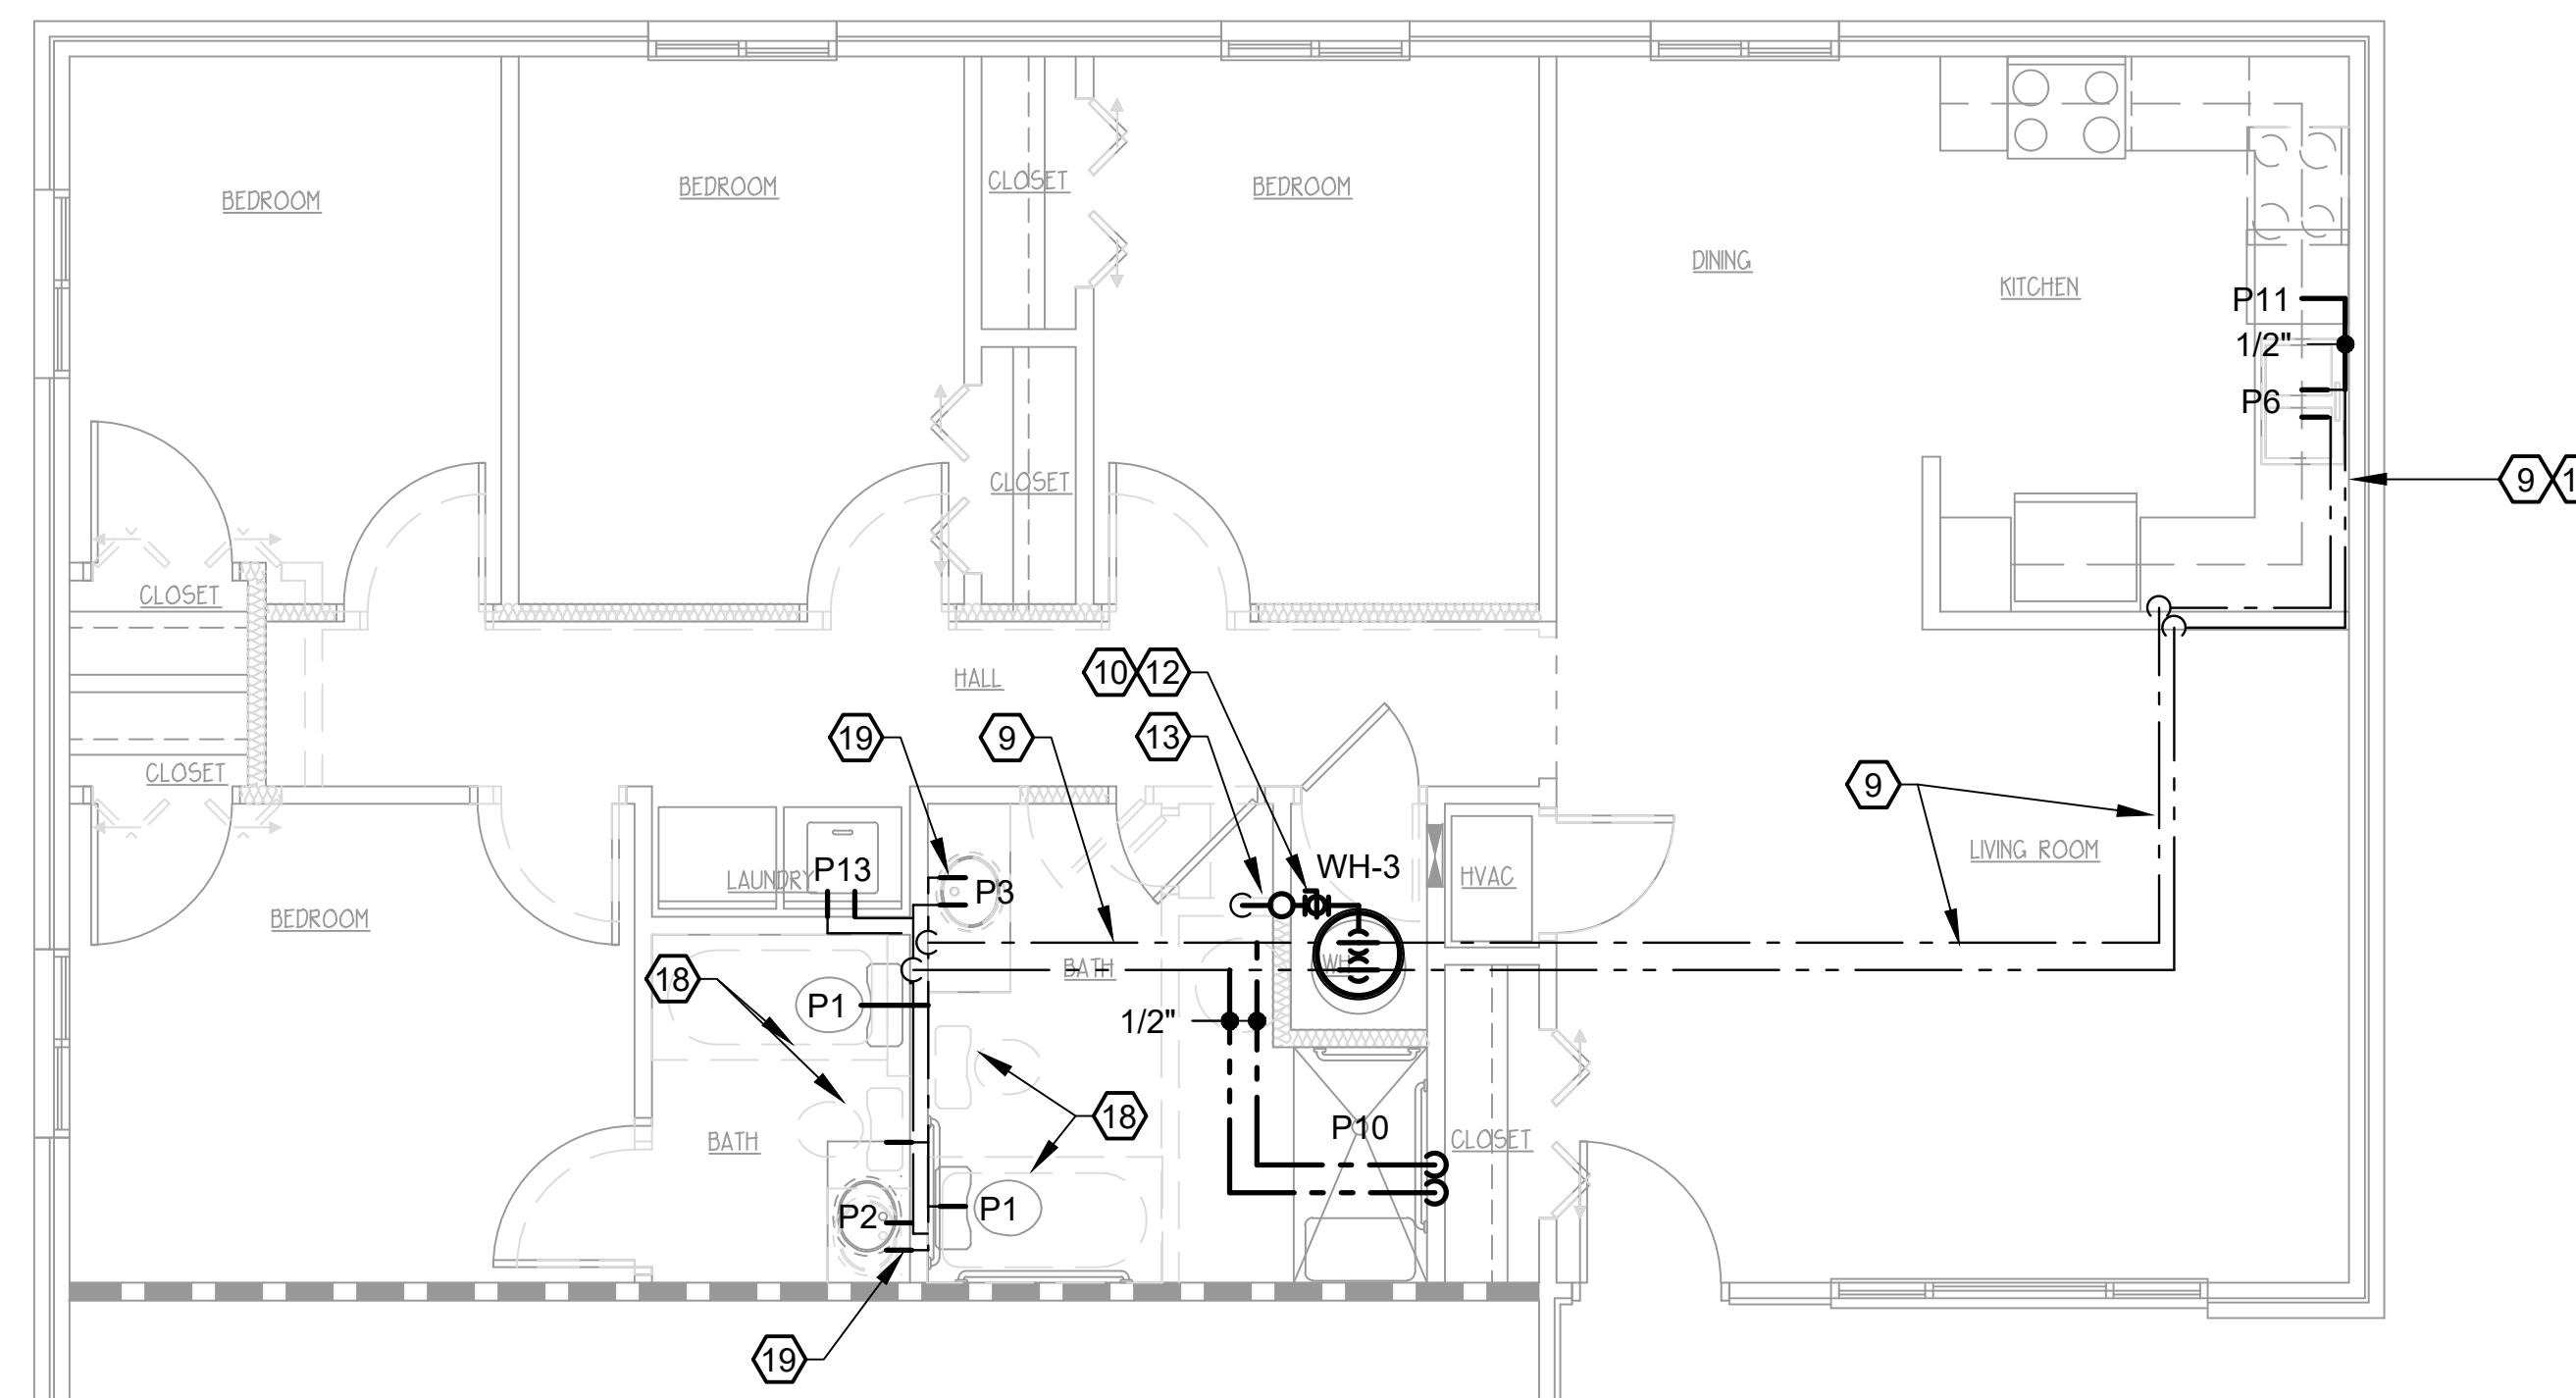 BEDROOM
BEDROOM
CLOSET
BEDROOM
DINING
KITCHEN
P11
1/2"
P6
9
CLOSET
CLOSET
HALL
10 12
19
9
13
9
CLOSET
LAUNDRY
P13
P3
WH-3
HVAC
LIVING ROOM
BEDROOM
18
BATH
WH
P1
1/2"
18
P10
BATH
CLOSET
P2
P1
19